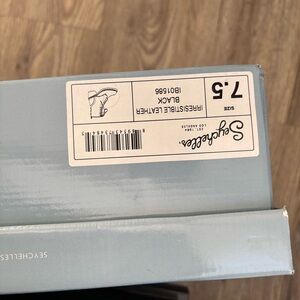 Seychelles.
EST. 1984
LOS ANGELES
IRRESISTIBLE LEATHER
BLACK
IB01586
SIZE
7.5
SEYCHELLES